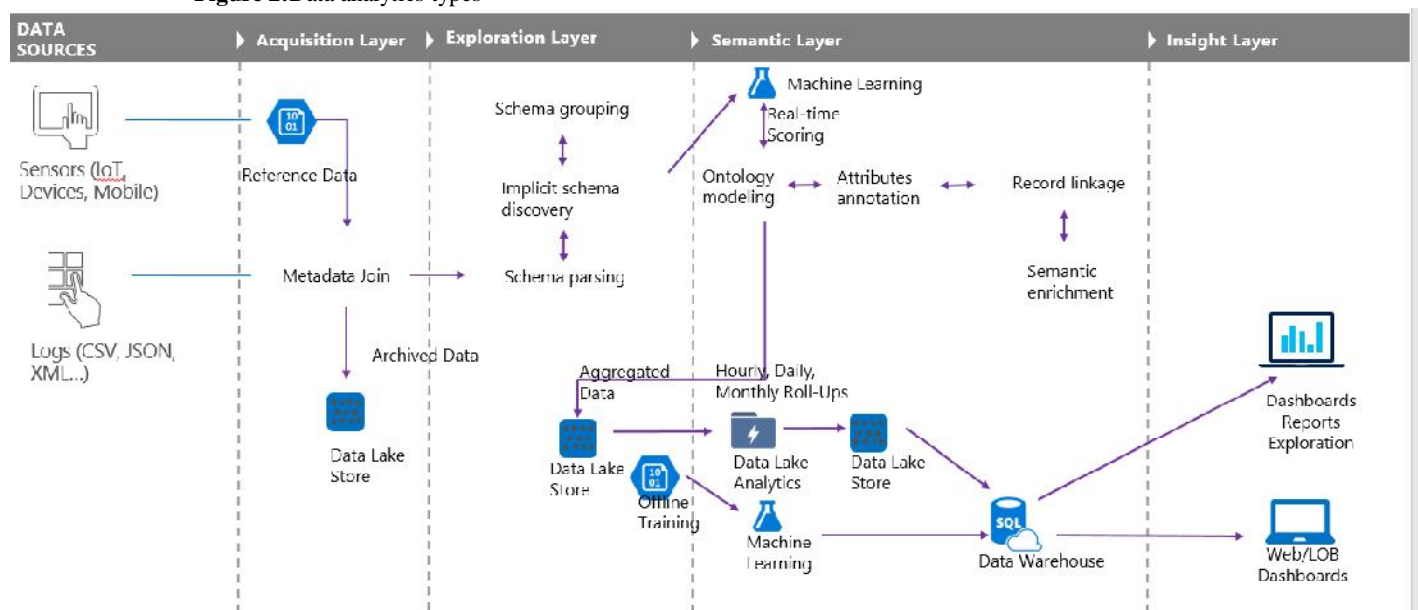 Figure 2. Data analytics types
DATA
SOURCES
Acquisition Layer
Exploration Layer
Semantic Layer
Insight Layer
Sensors (IoT,
Devices, Mobile)
Logs (CSV, JSON,
XML...)
10
01
Reference Data
Metadata Join
Archived Data
Data Lake
Store
Schema grouping
Implicit schema
discovery
Schema parsing
Aggregated
Data
Data Lake
Store
10
01
Offline
Training
Machine Learning
Real-time
Scoring
Ontology
modeling
Attributes
annotation
Record linkage
Semantic
enrichment
Hourly, Daily,
Monthly Roll-Ups
Data Lake
Analytics
Data Lake
Store
Machine
Learning
SQL
Data Warehouse
Dashboards
Reports
Exploration
Web/LOB
Dashboards